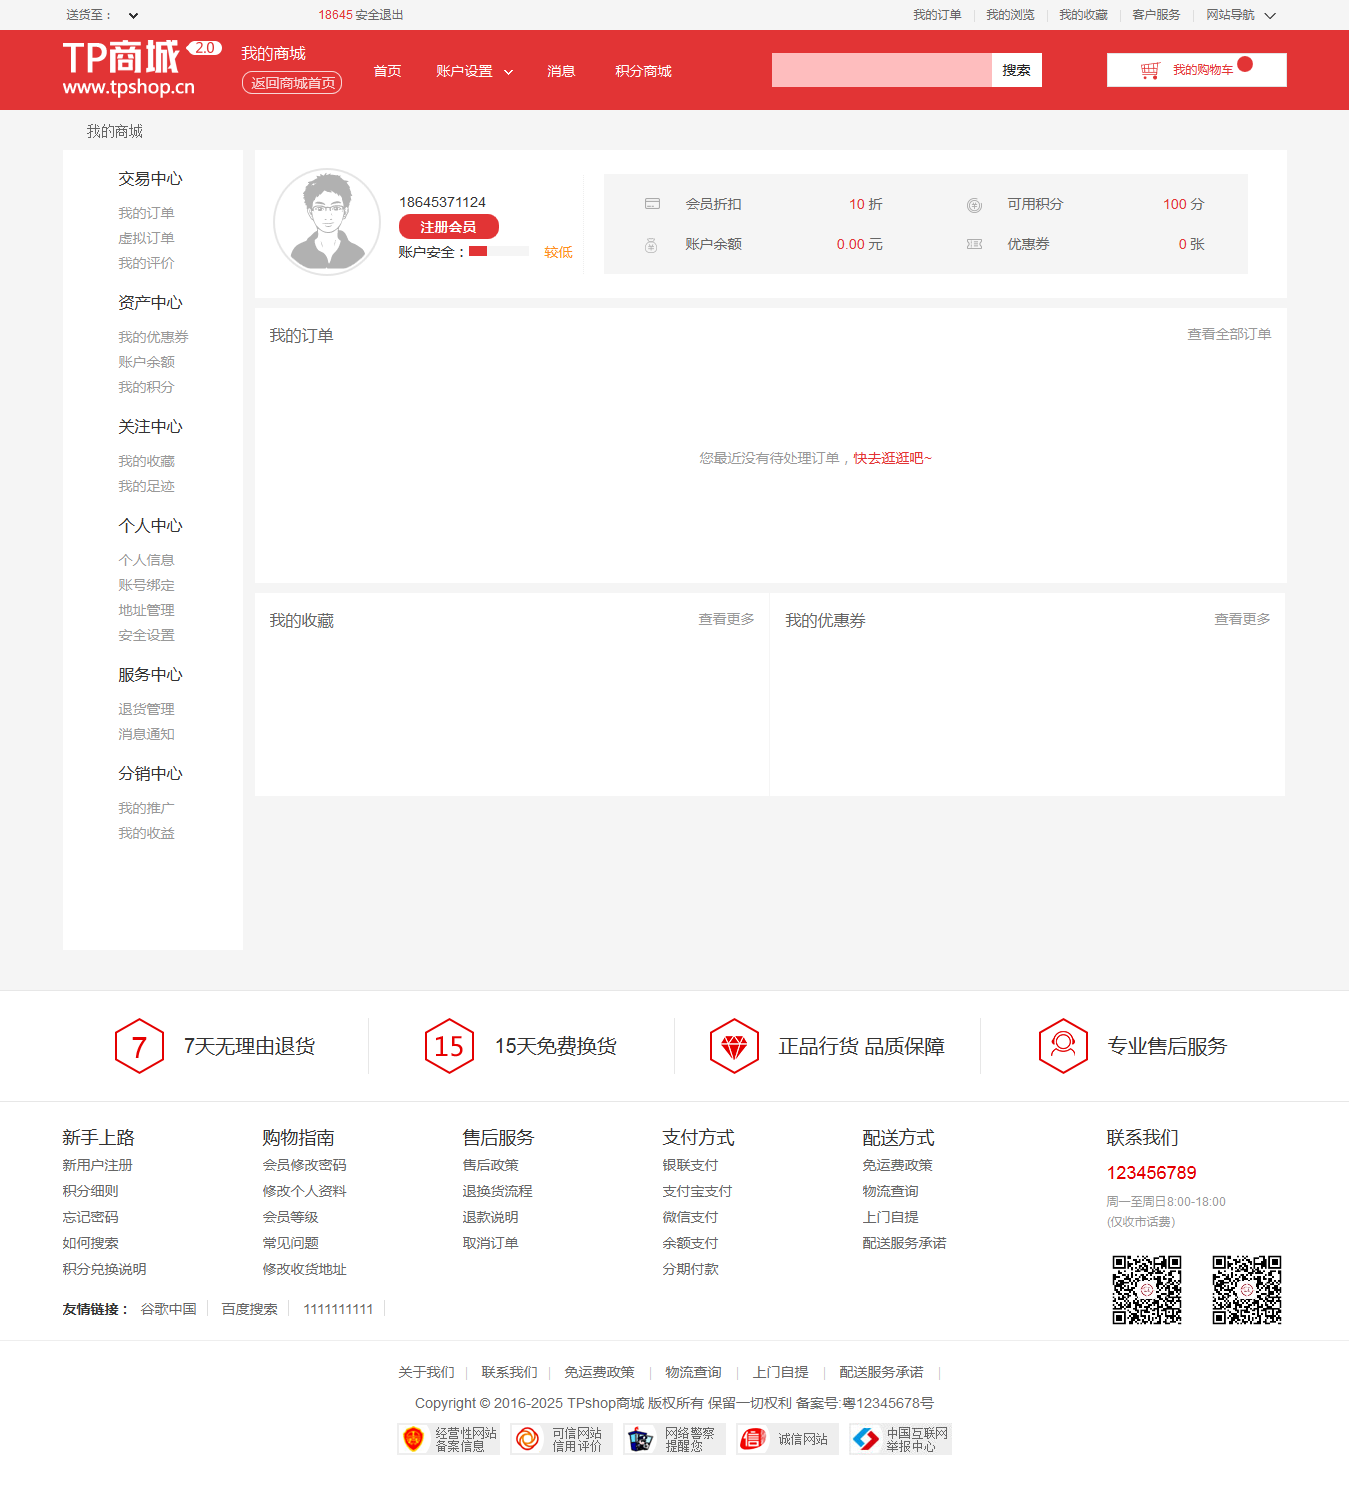 送货至：
18645 安全退出
我的订单 我的浏览 我的收藏 客户服务 网站导航
TP商城 2.0
www.tpshop.cn
我的商城
返回商城首页
首页 账户设置 消息 积分商城
搜索
我的购物车
我的商城
交易中心
我的订单
虚拟订单
我的评价
资产中心
我的优惠券
账户余额
我的积分
关注中心
我的收藏
我的足迹
个人中心
个人信息
账号绑定
地址管理
安全设置
服务中心
退货管理
消息通知
分销中心
我的推广
我的收益
18645371124
注册会员
账户安全： 较低
会员折扣 10 折 可用积分 100 分
账户余额 0.00 元 优惠券 0 张
我的订单 查看全部订单
您最近没有待处理订单，快去逛逛吧~
我的收藏 查看更多
我的优惠券 查看更多
7 7天无理由退货
15 15天免费换货
正品行货 品质保障
专业售后服务
新手上路
新用户注册
积分细则
忘记密码
如何搜索
积分兑换说明
购物指南
会员修改密码
修改个人资料
会员等级
常见问题
修改收货地址
售后服务
售后政策
退换货流程
退款说明
取消订单
支付方式
银联支付
支付宝支付
微信支付
余额支付
分期付款
配送方式
免运费政策
物流查询
上门自提
配送服务承诺
联系我们
123456789
周一至周日8:00-18:00
(仅收市话费)
友情链接： 谷歌中国 百度搜索 1111111111
关于我们 联系我们 免运费政策 物流查询 上门自提 配送服务承诺
Copyright © 2016-2025 TPshop商城 版权所有 保留一切权利 备案号:粤12345678号
经营性网站
备案信息
可信网站
信用评价
网络警察
提醒您
信 诚信网站
中国互联网
举报中心